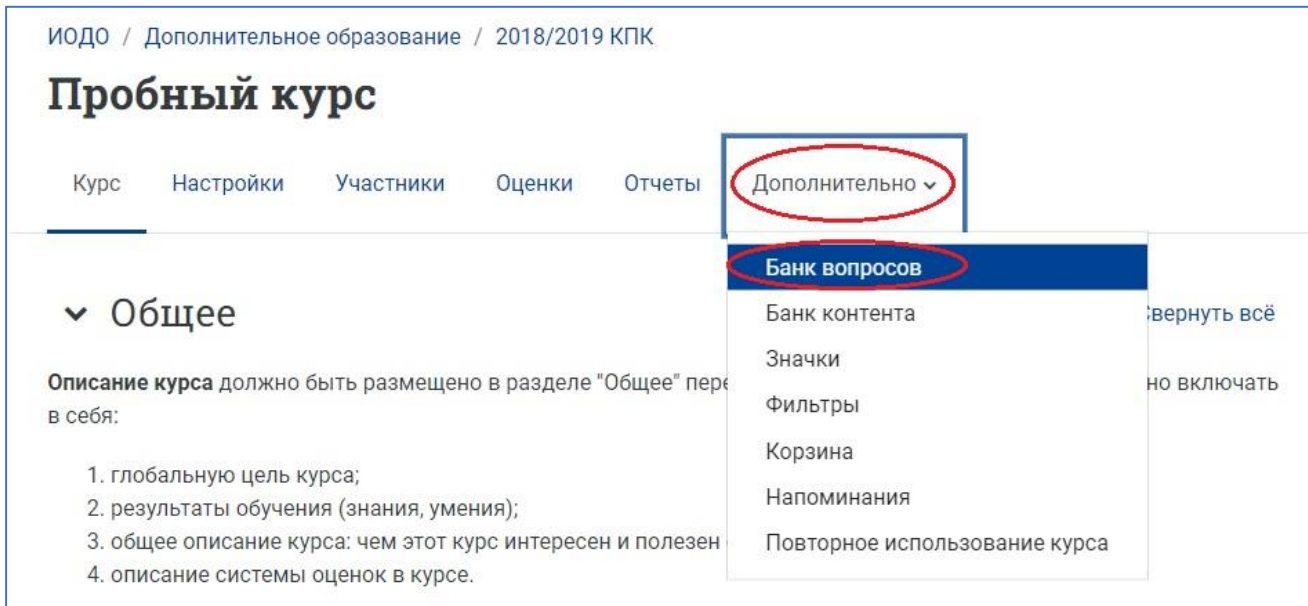 ИОДО / Дополнительное образование / 2018/2019 КПК
Пробный курс
Курс Настройки Участники Оценки Отчеты Дополнительно
Банк вопросов
Банк контента
Значки
Фильтры
Корзина
Напоминания
Повторное использование курса
Общее
свернуть всё
Описание курса должно быть размещено в разделе "Общее" но включать
в себя:
1. глобальную цель курса;
2. результаты обучения (знания, умения);
3. общее описание курса: чем этот курс интересен и полезен
4. описание системы оценок в курсе.